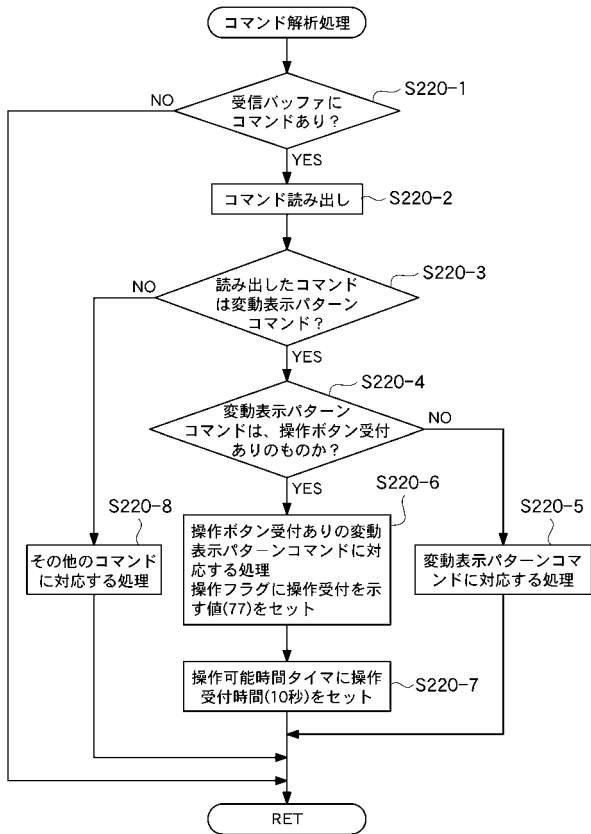 コマンド解析処理
S220-1
NO
受信バッファに
コマンドあり？
YES
コマンド読み出し
S220-2
S220-3
NO
読み出したコマンド
は変動表示パターン
コマンド？
YES
S220-4
変動表示パターン
コマンドは、操作ボタン受付
ありのものか？
NO
YES
S220-6
S220-8
S220-5
その他のコマンド
に対応する処理
操作ボタン受付ありの変動
表示パターンコマンドに対
応する処理
操作フラグに操作受付を示
す値(77)をセット
変動表示パターンコマ
ンドに対応する処理
操作可能時間タイマに操作
受付時間(10秒)をセット
S220-7
RET